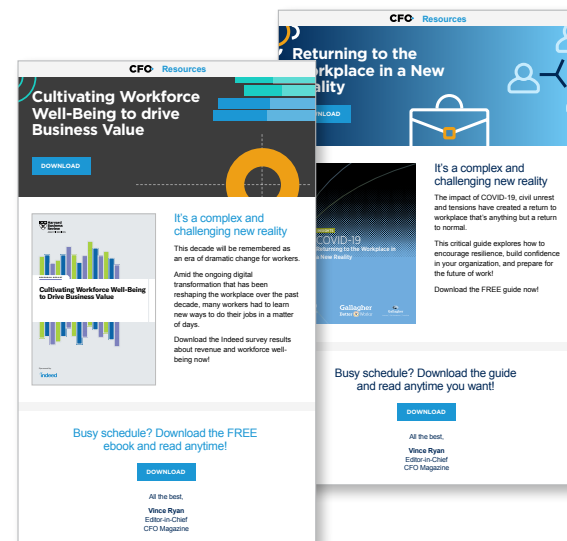 CFO Resources
Cultivating Workforce
Well-Being to drive
Business Value
DOWNLOAD
Harvard
Business
Review
Cultivating Workforce Well-Being
to Drive Business Value
indeed
It's a complex and
challenging new reality
This decade will be remembered as
an era of dramatic change for workers.
Amid the ongoing digital
transformation that has been
reshaping the workplace over the past
decade, many workers had to learn
new ways to do their jobs in a matter
of days.
Download the Indeed survey results
about revenue and workforce well-
being now!
Busy schedule? Download the FREE
ebook and read anytime!
DOWNLOAD
All the best,
Vince Ryan
Editor-in-Chief
CFO Magazine
CFO Resources
Returning to the
orkplace in a New
ality
WNLOAD
COVID-19
Returning to the Workplace in
a New Reality
Gallagher
Better Works
Gallagher
It's a complex and
challenging new reality
The impact of COVID-19, civil unrest
and tensions have created a return to
workplace that's anything but a return
to normal.
This critical guide explores how to
encourage resilience, build confidence
in your organization, and prepare for
the future of work!
Download the FREE guide now!
Busy schedule? Download the guide
and read anytime you want!
DOWNLOAD
All the best,
Vince Ryan
Editor-in-Chief
CFO Magazine